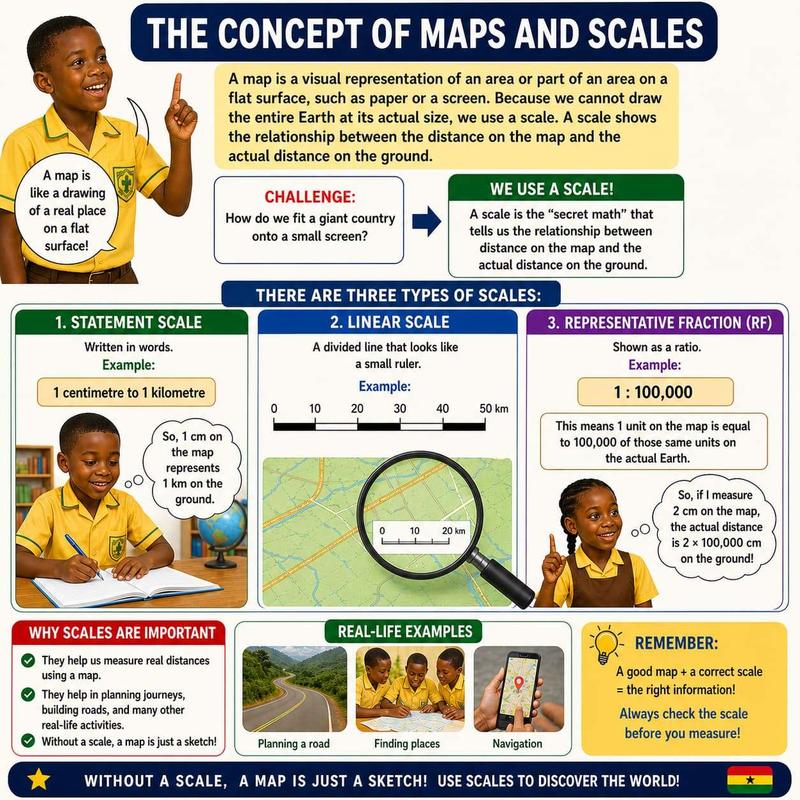 THE CONCEPT OF MAPS AND SCALES
A map is a visual representation of an area or part of an area on a
flat surface, such as paper or a screen. Because we cannot draw
the entire Earth at its actual size, we use a scale. A scale shows
the relationship between the distance on the map and the
actual distance on the ground.
A map is
like a drawing
of a real place
on a flat
surface!
CHALLENGE:
How do we fit a giant country
onto a small screen?
WE USE A SCALE!
A scale is the “secret math” that
tells us the relationship between
distance on the map and the
actual distance on the ground.
THERE ARE THREE TYPES OF SCALES:
1. STATEMENT SCALE
Written in words.
Example:
1 centimetre to 1 kilometre
So, 1 cm on
the map
represents
1 km on the
ground.
2. LINEAR SCALE
A divided line that looks like
a small ruler.
Example:
0 10 20 30 40 50 km
0 10 20 km
3. REPRESENTATIVE FRACTION (RF)
Shown as a ratio.
Example:
1 : 100,000
This means 1 unit on the map is equal
to 100,000 of those same units on
the actual Earth.
So, if I measure
2 cm on the map,
the actual distance
is 2 × 100,000 cm
on the ground!
WHY SCALES ARE IMPORTANT
They help us measure real distances
using a map.
They help in planning journeys,
building roads, and many other
real-life activities.
Without a scale, a map is just a sketch!
REAL-LIFE EXAMPLES
Planning a road
Finding places
Navigation
REMEMBER:
A good map + a correct scale
= the right information!
Always check the scale
before you measure!
WITHOUT A SCALE, A MAP IS JUST A SKETCH! USE SCALES TO DISCOVER THE WORLD!